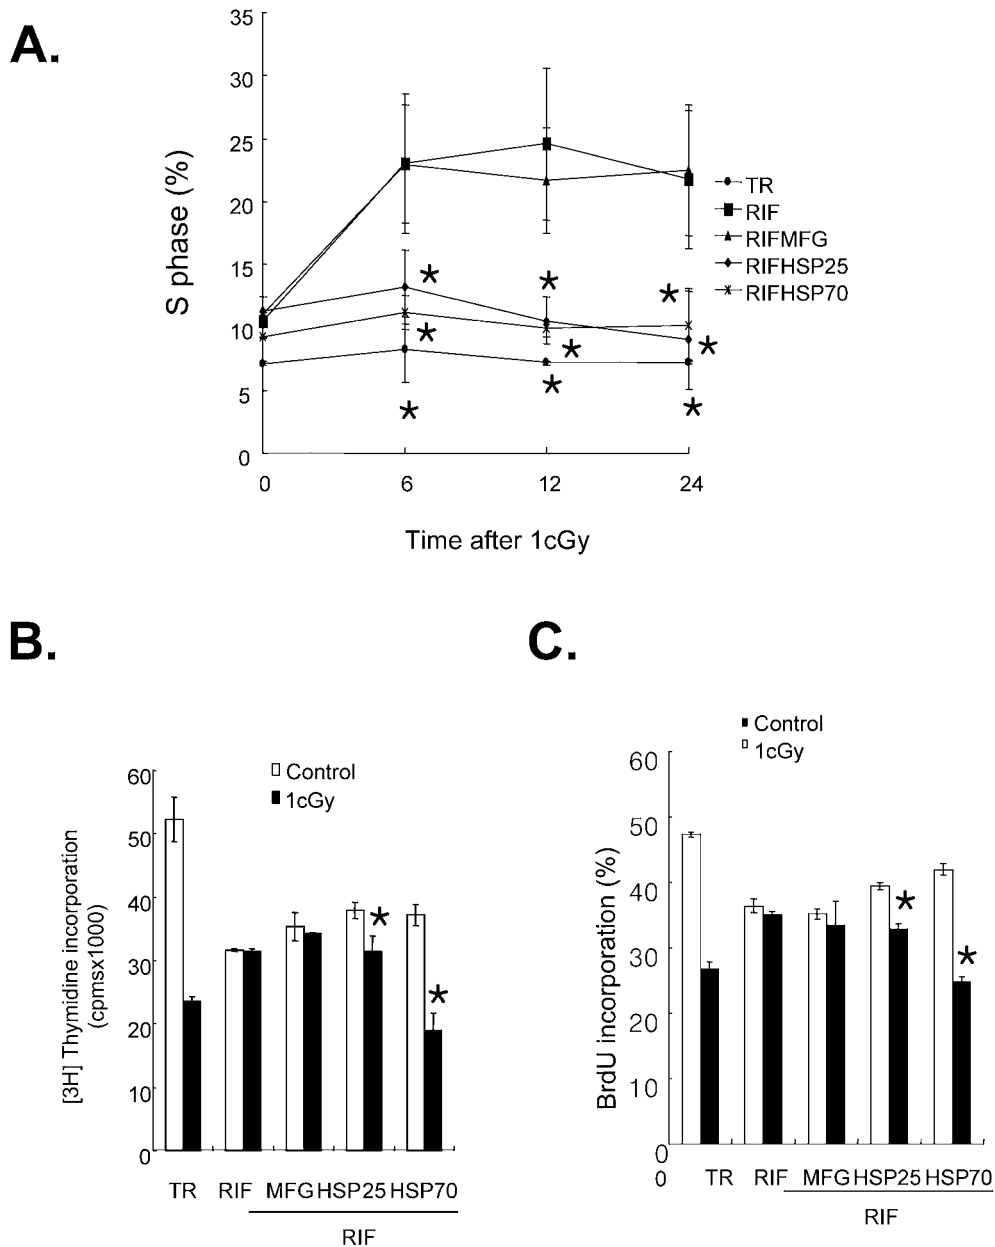 A.
35
30
25
20
15
10
5
0
S phase (%)
0 6 12 24
Time after 1cGy
TR
RIF
RIFMFG
RIFHSP25
RIFHSP70
B.
Control
1cGy
60
50
40
30
20
10
0
[3H] Thymidine incorporation
(cpmsx1000)
TR RIF MFG HSP25 HSP70
RIF
C.
Control
1cGy
60
50
40
30
20
10
0
0
BrdU incorporation (%)
TR RIF MFG HSP25 HSP70
RIF